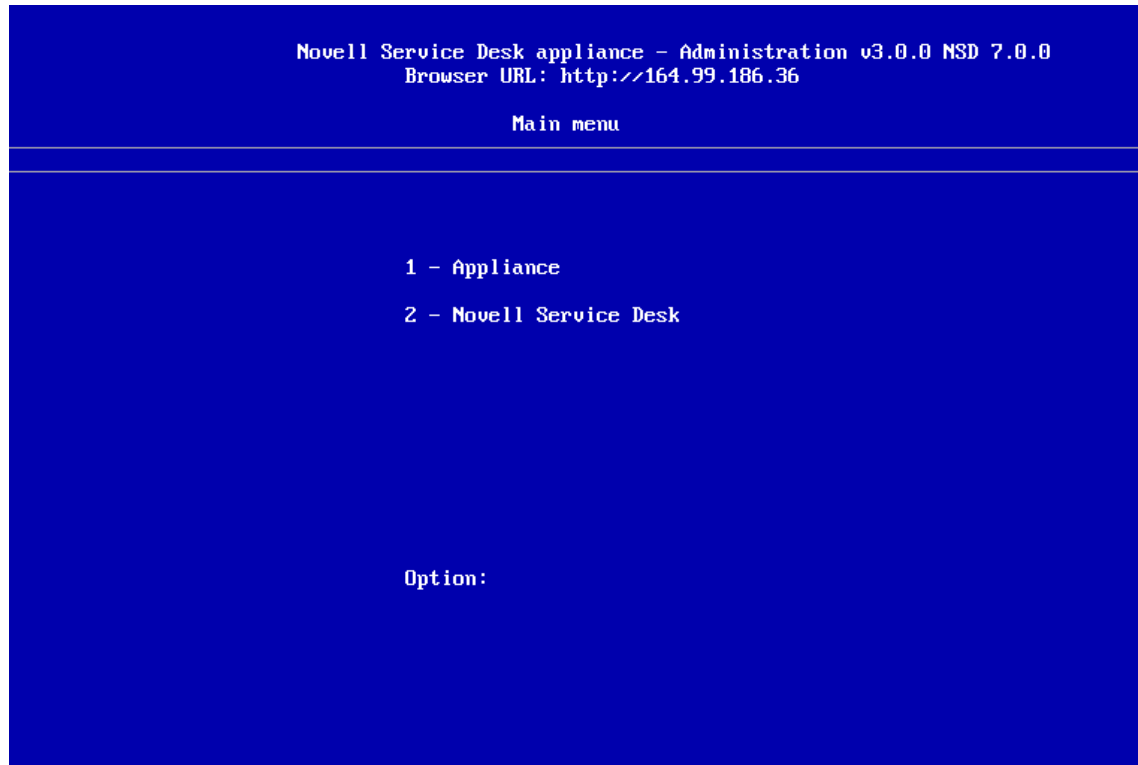 Novell Service Desk appliance - Administration v3.0.0 NSD 7.0.0
Browser URL: http://164.99.186.36
Main menu
1 - Appliance
2 - Novell Service Desk
Option: